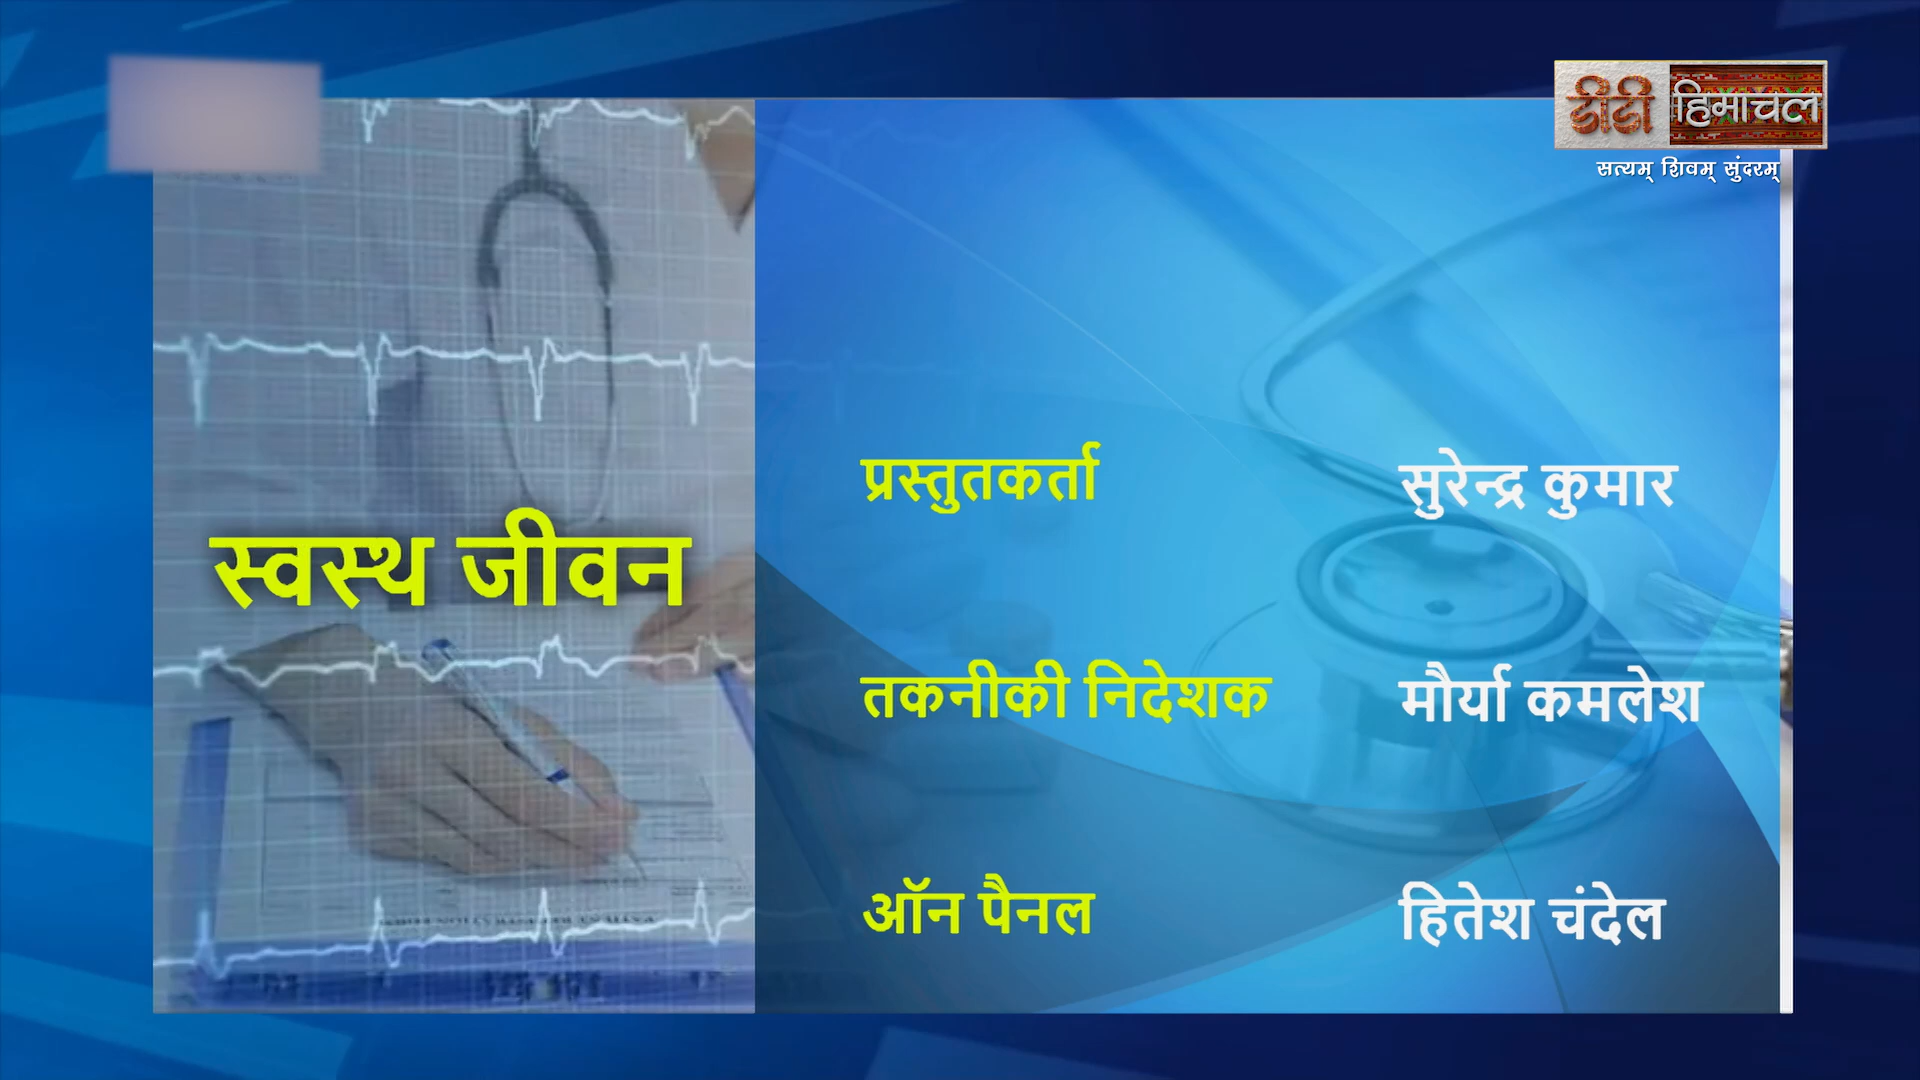 डीडी हिमाचल
सत्यम् शिवम् सुंदरम्
स्वस्थ जीवन
प्रस्तुतकर्ता सुरेन्द्र कुमार
तकनीकी निदेशक मौर्या कमलेश
ऑन पैनल हितेश चंदेल